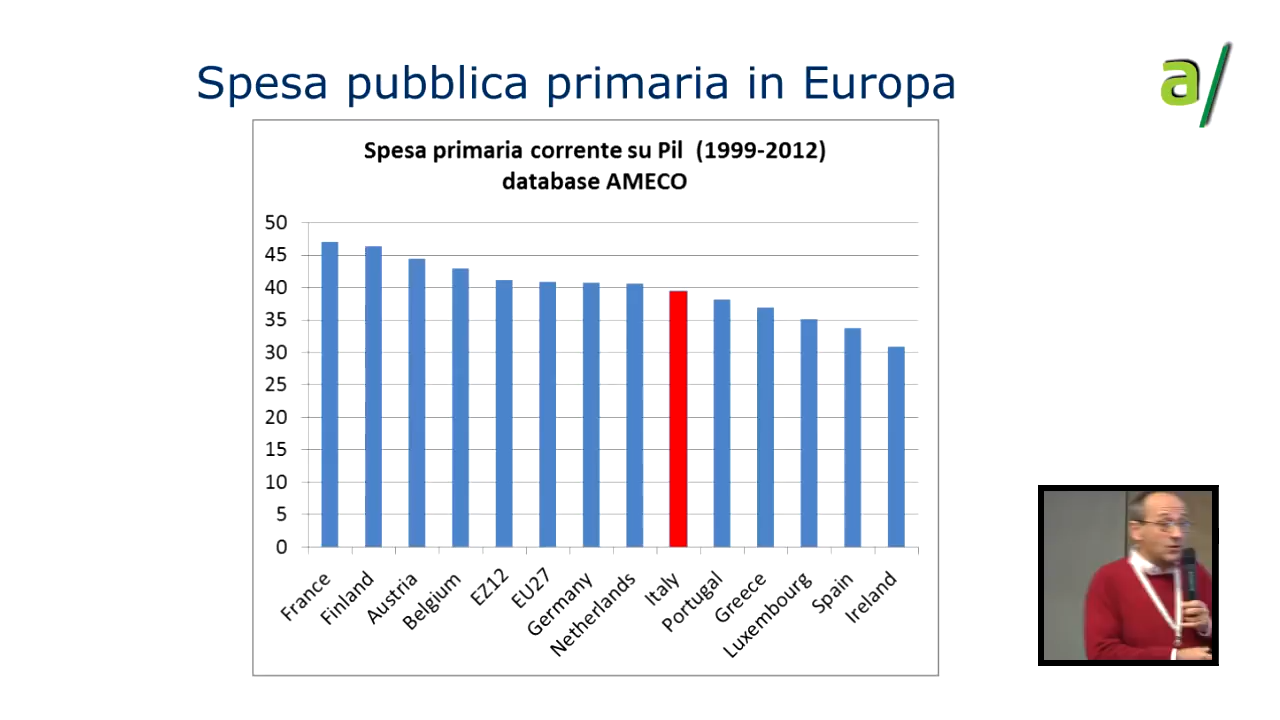 Spesa pubblica primaria in Europa
a/
Spesa primaria corrente su Pil (1999-2012)
database AMECO
50
45
40
35
30
25
20
15
10
5
0
France
Finland
Austria
Belgium
EZ12
EU27
Germany
Netherlands
Italy
Portugal
Greece
Luxembourg
Spain
Ireland